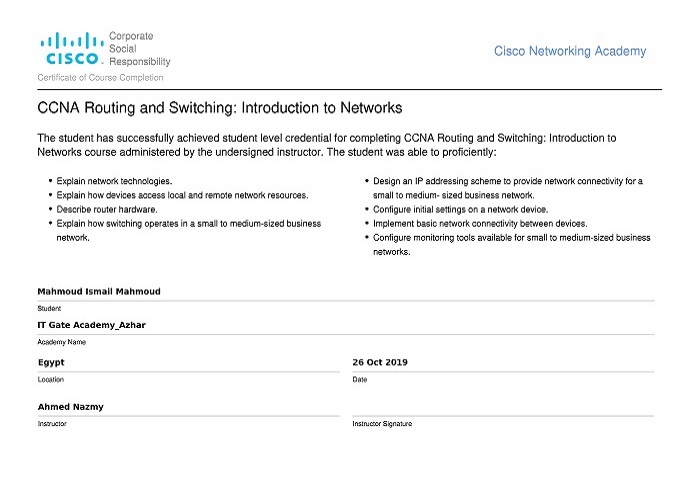 Corporate
Social
Responsibility
CISCO.
Cisco Networking Academy
Certificate of Course Completion
CCNA Routing and Switching: Introduction to Networks
The student has successfully achieved student level credential for completing CCNA Routing and Switching: Introduction to
Networks course administered by the undersigned instructor. The student was able to proficiently:
• Explain network technologies.
• Explain how devices access local and remote network resources.
• Describe router hardware.
• Explain how switching operates in a small to medium-sized business
network.
• Design an IP addressing scheme to provide network connectivity for a
small to medium- sized business network.
• Configure initial settings on a network device.
• Implement basic network connectivity between devices.
• Configure monitoring tools available for small to medium-sized business
networks.
Mahmoud Ismail Mahmoud
Student
IT Gate Academy_Azhar
Academy Name
Egypt
Location
26 Oct 2019
Date
Ahmed Nazmy
Instructor
Instructor Signature